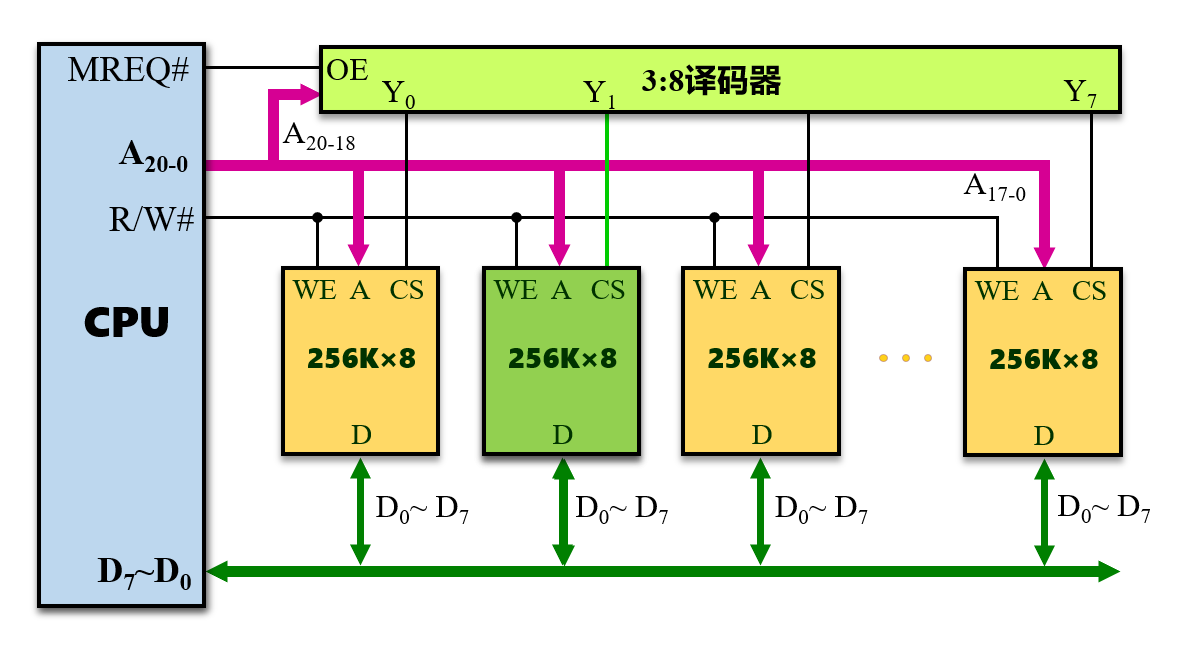 MREQ#
OE
3:8译码器
Y0
Y1
Y7
A20-18
A20-0
A17-0
R/W#
WE A CS
WE A CS
WE A CS
WE A CS
CPU
256K×8
256K×8
256K×8
256K×8
D
D
D
D
D0~ D7
D0~ D7
D0~ D7
D0~ D7
D7~D0